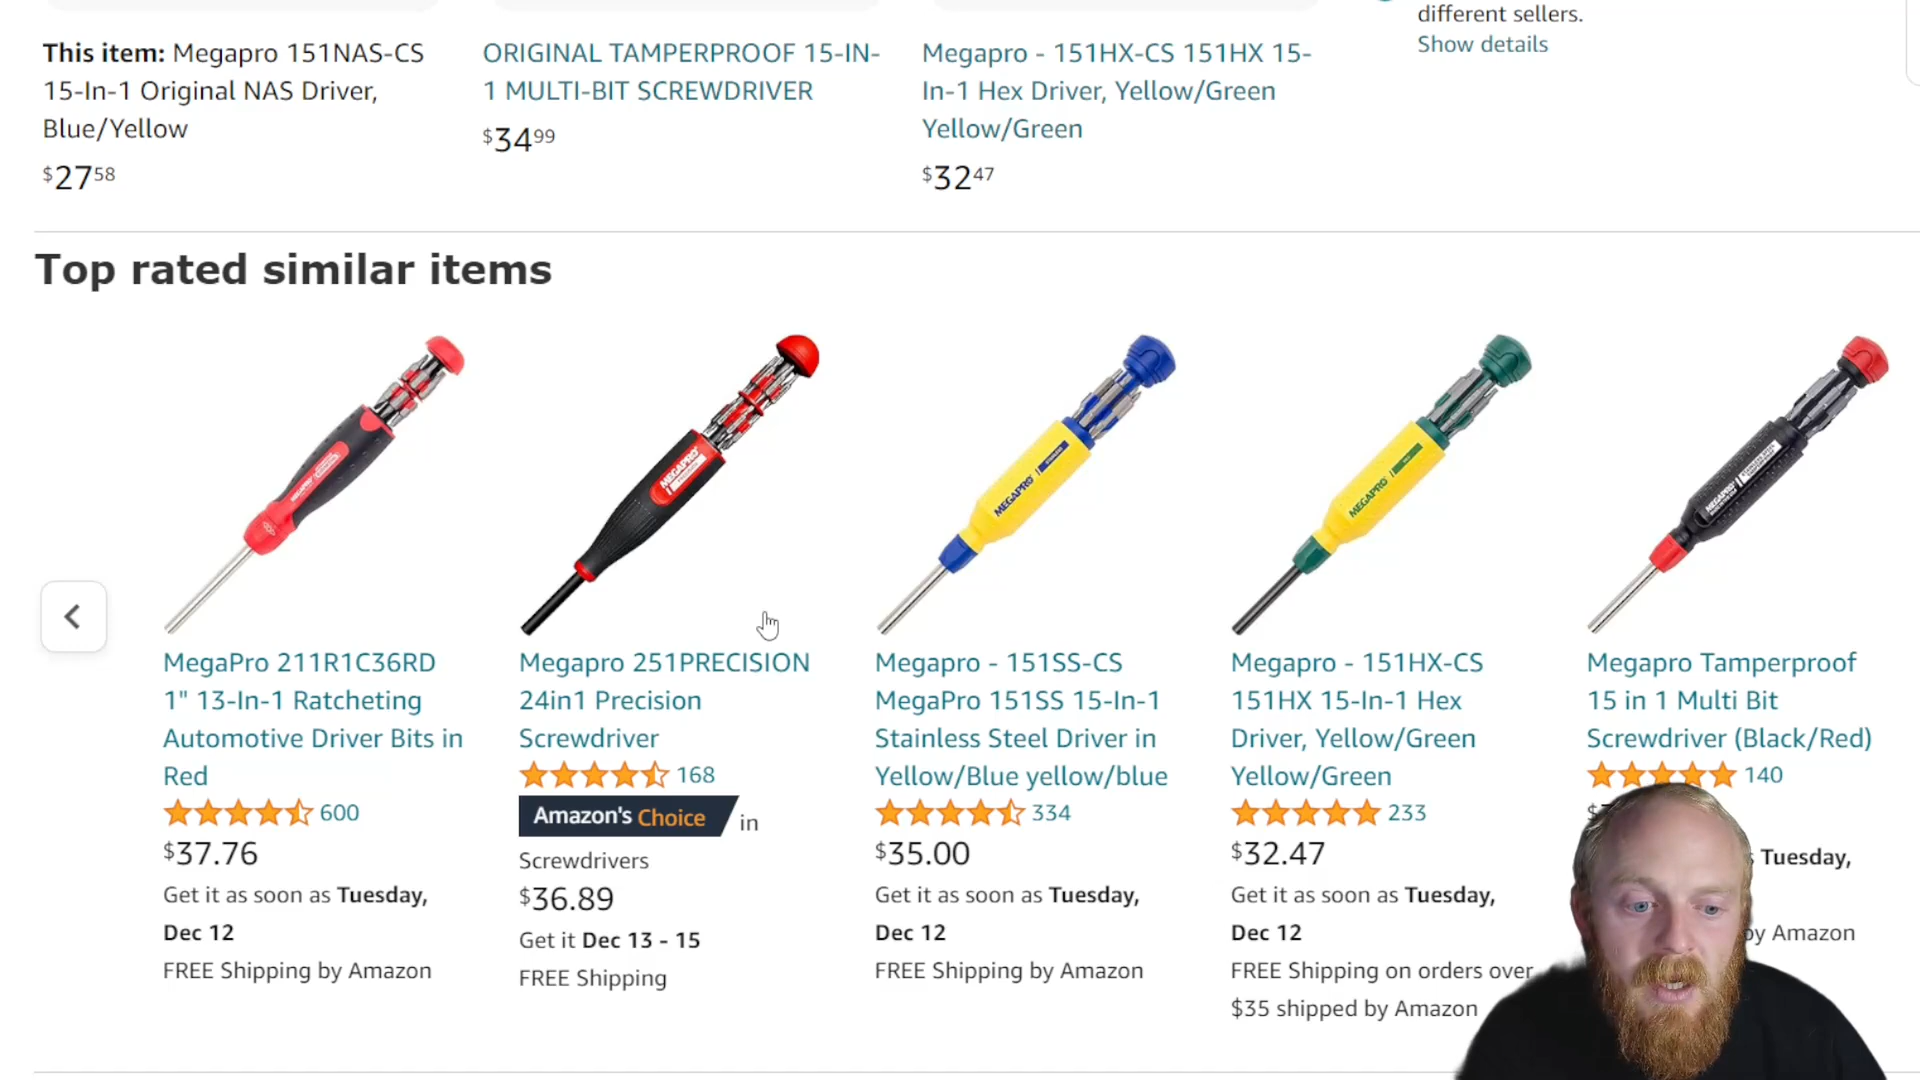 different sellers.
Show details
This item: Megapro 151NAS-CS
15-In-1 Original NAS Driver,
Blue/Yellow
$27 58
ORIGINAL TAMPERPROOF 15-IN-
1 MULTI-BIT SCREWDRIVER
$34 99
Megapro - 151HX-CS 151HX 15-
In-1 Hex Driver, Yellow/Green
Yellow/Green
$32 47
Top rated similar items
MEGAPRO
MEGAPRO
MEGAPRO
MEGAPRO
MegaPro 211R1C36RD
1" 13-In-1 Ratcheting
Automotive Driver Bits in
Red
600
$37.76
Get it as soon as Tuesday,
Dec 12
FREE Shipping by Amazon
Megapro 251PRECISION
24in1 Precision
Screwdriver
168
Amazon's Choice in
Screwdrivers
$36.89
Get it Dec 13 - 15
FREE Shipping
Megapro - 151SS-CS
MegaPro 151SS 15-In-1
Stainless Steel Driver in
Yellow/Blue yellow/blue
334
$35.00
Get it as soon as Tuesday,
Dec 12
FREE Shipping by Amazon
Megapro - 151HX-CS
151HX 15-In-1 Hex
Driver, Yellow/Green
Yellow/Green
233
$32.47
Get it as soon as Tuesday,
Dec 12
FREE Shipping on orders over
$35 shipped by Amazon
Megapro Tamperproof
15 in 1 Multi Bit
Screwdriver (Black/Red)
140
Tuesday,
by Amazon